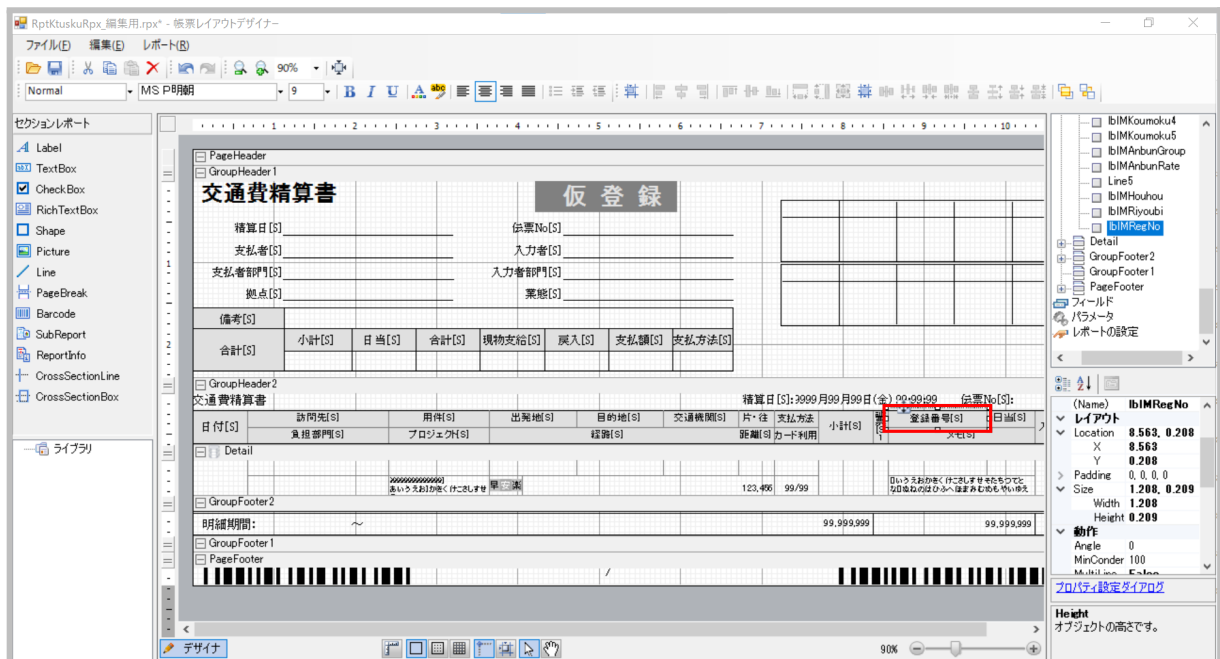 RptKtuskuRpx_編集用.rpx* - 帳票レイアウトデザイナー
ファイル(F) 編集(E) レポート(R)
90%
Normal MS P明朝 9 B I U
セクションレポート
Label
TextBox
CheckBox
RichTextBox
Shape
Picture
Line
PageBreak
Barcode
SubReport
ReportInfo
CrossSectionLine
CrossSectionBox
ライブラリ
1 2 3 4 5 6 7 8 9 10
PageHeader
GroupHeader1
交通費精算書 仮 登 録
精算日[S] 伝票No[S]
支払者[S] 入力者[S]
支払者部門[S] 入力者部門[S]
拠点[S] 業態[S]
備考[S]
合計[S] 小計[S] 日当[S] 合計[S] 現物支給[S] 戻入[S] 支払額[S] 支払方法[S]
GroupHeader2
交通費精算書 精算日[S]:9999月99月99日(金) 99:99:99 伝票No[S]:
日付[S] 訪問先[S] 用件[S] 出発地[S] 目的地[S] 交通機関[S] 片・往 支払方法 小計[S] 登録番号[S] 日当[S]
負担部門[S] プロジェクト[S] 経路[S] 距離[S] カード利用 メモ[S]
Detail
早 安 楽
123,456 99/99
GroupFooter2
明細期間: ～ 99,999,999 99,999,999
GroupFooter1
PageFooter
/
デザイナ
90%
lblMKoumoku4
lblMKoumoku5
lblMAnbunGroup
lblMAnbunRate
Line5
lblMHouhou
lblMRiyoubi
lblMRegNo
Detail
GroupFooter2
GroupFooter1
PageFooter
フィールド
パラメータ
レポートの設定
(Name) lblMRegNo
レイアウト
Location 8.563, 0.208
X 8.563
Y 0.208
Padding 0, 0, 0, 0
Size 1.208, 0.209
Width 1.208
Height 0.209
動作
Angle 0
MinConder 100
MultiLine False
プロパティ設定ダイアログ
Height
オブジェクトの高さです。